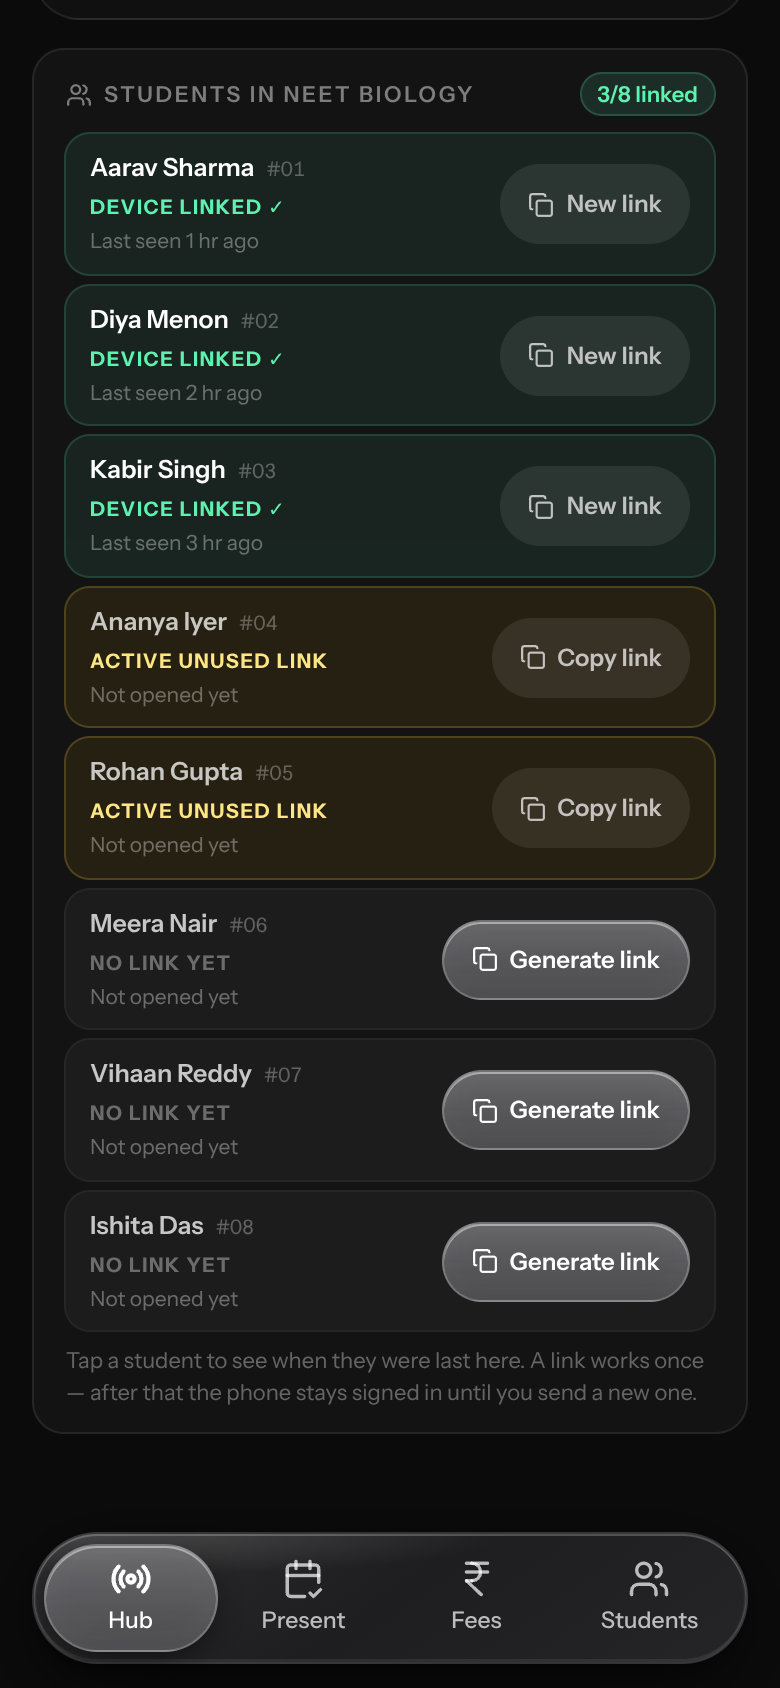 STUDENTS IN NEET BIOLOGY 3/8 linked
Aarav Sharma #01
DEVICE LINKED ✓
Last seen 1 hr ago
New link
Diya Menon #02
DEVICE LINKED ✓
Last seen 2 hr ago
New link
Kabir Singh #03
DEVICE LINKED ✓
Last seen 3 hr ago
New link
Ananya Iyer #04
ACTIVE UNUSED LINK
Not opened yet
Copy link
Rohan Gupta #05
ACTIVE UNUSED LINK
Not opened yet
Copy link
Meera Nair #06
NO LINK YET
Not opened yet
Generate link
Vihaan Reddy #07
NO LINK YET
Not opened yet
Generate link
Ishita Das #08
NO LINK YET
Not opened yet
Generate link
Tap a student to see when they were last here. A link works once
— after that the phone stays signed in until you send a new one.
Hub Present Fees Students